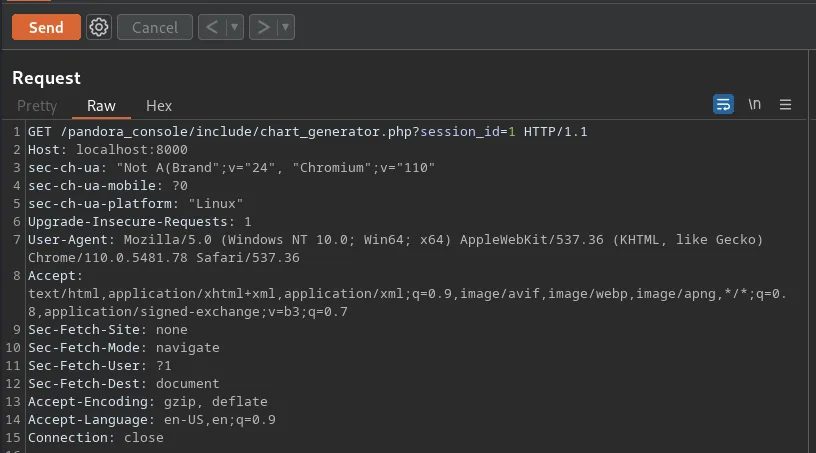 Send Cancel < >
Request
Pretty Raw Hex \n
1 GET /pandora_console/include/chart_generator.php?session_id=1 HTTP/1.1
2 Host: localhost:8000
3 sec-ch-ua: "Not A(Brand";v="24", "Chromium";v="110"
4 sec-ch-ua-mobile: ?0
5 sec-ch-ua-platform: "Linux"
6 Upgrade-Insecure-Requests: 1
7 User-Agent: Mozilla/5.0 (Windows NT 10.0; Win64; x64) AppleWebKit/537.36 (KHTML, like Gecko)
Chrome/110.0.5481.78 Safari/537.36
8 Accept:
text/html,application/xhtml+xml,application/xml;q=0.9,image/avif,image/webp,image/apng,*/*;q=0.
8,application/signed-exchange;v=b3;q=0.7
9 Sec-Fetch-Site: none
10 Sec-Fetch-Mode: navigate
11 Sec-Fetch-User: ?1
12 Sec-Fetch-Dest: document
13 Accept-Encoding: gzip, deflate
14 Accept-Language: en-US,en;q=0.9
15 Connection: close